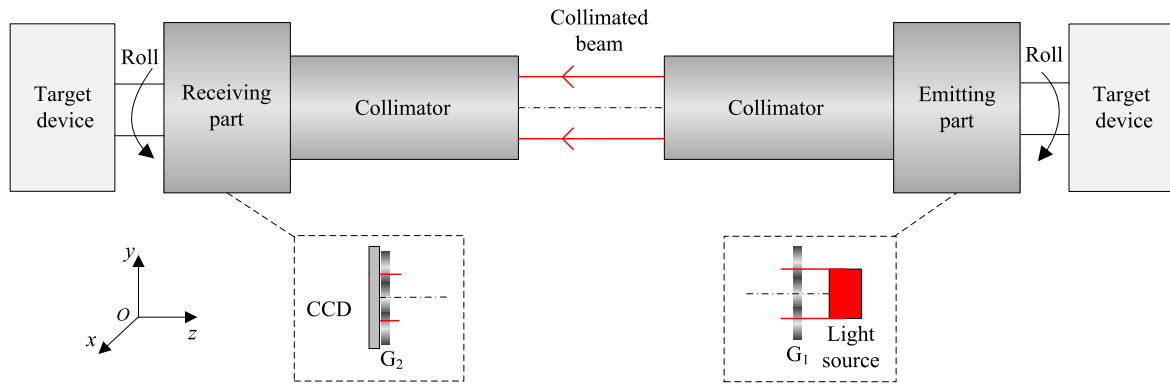 Collimated
beam
Roll
Roll
Target
device
Receiving
part
Collimator
Collimator
Emitting
part
Target
device
y
O
x
z
CCD
G2
G1
Light
source